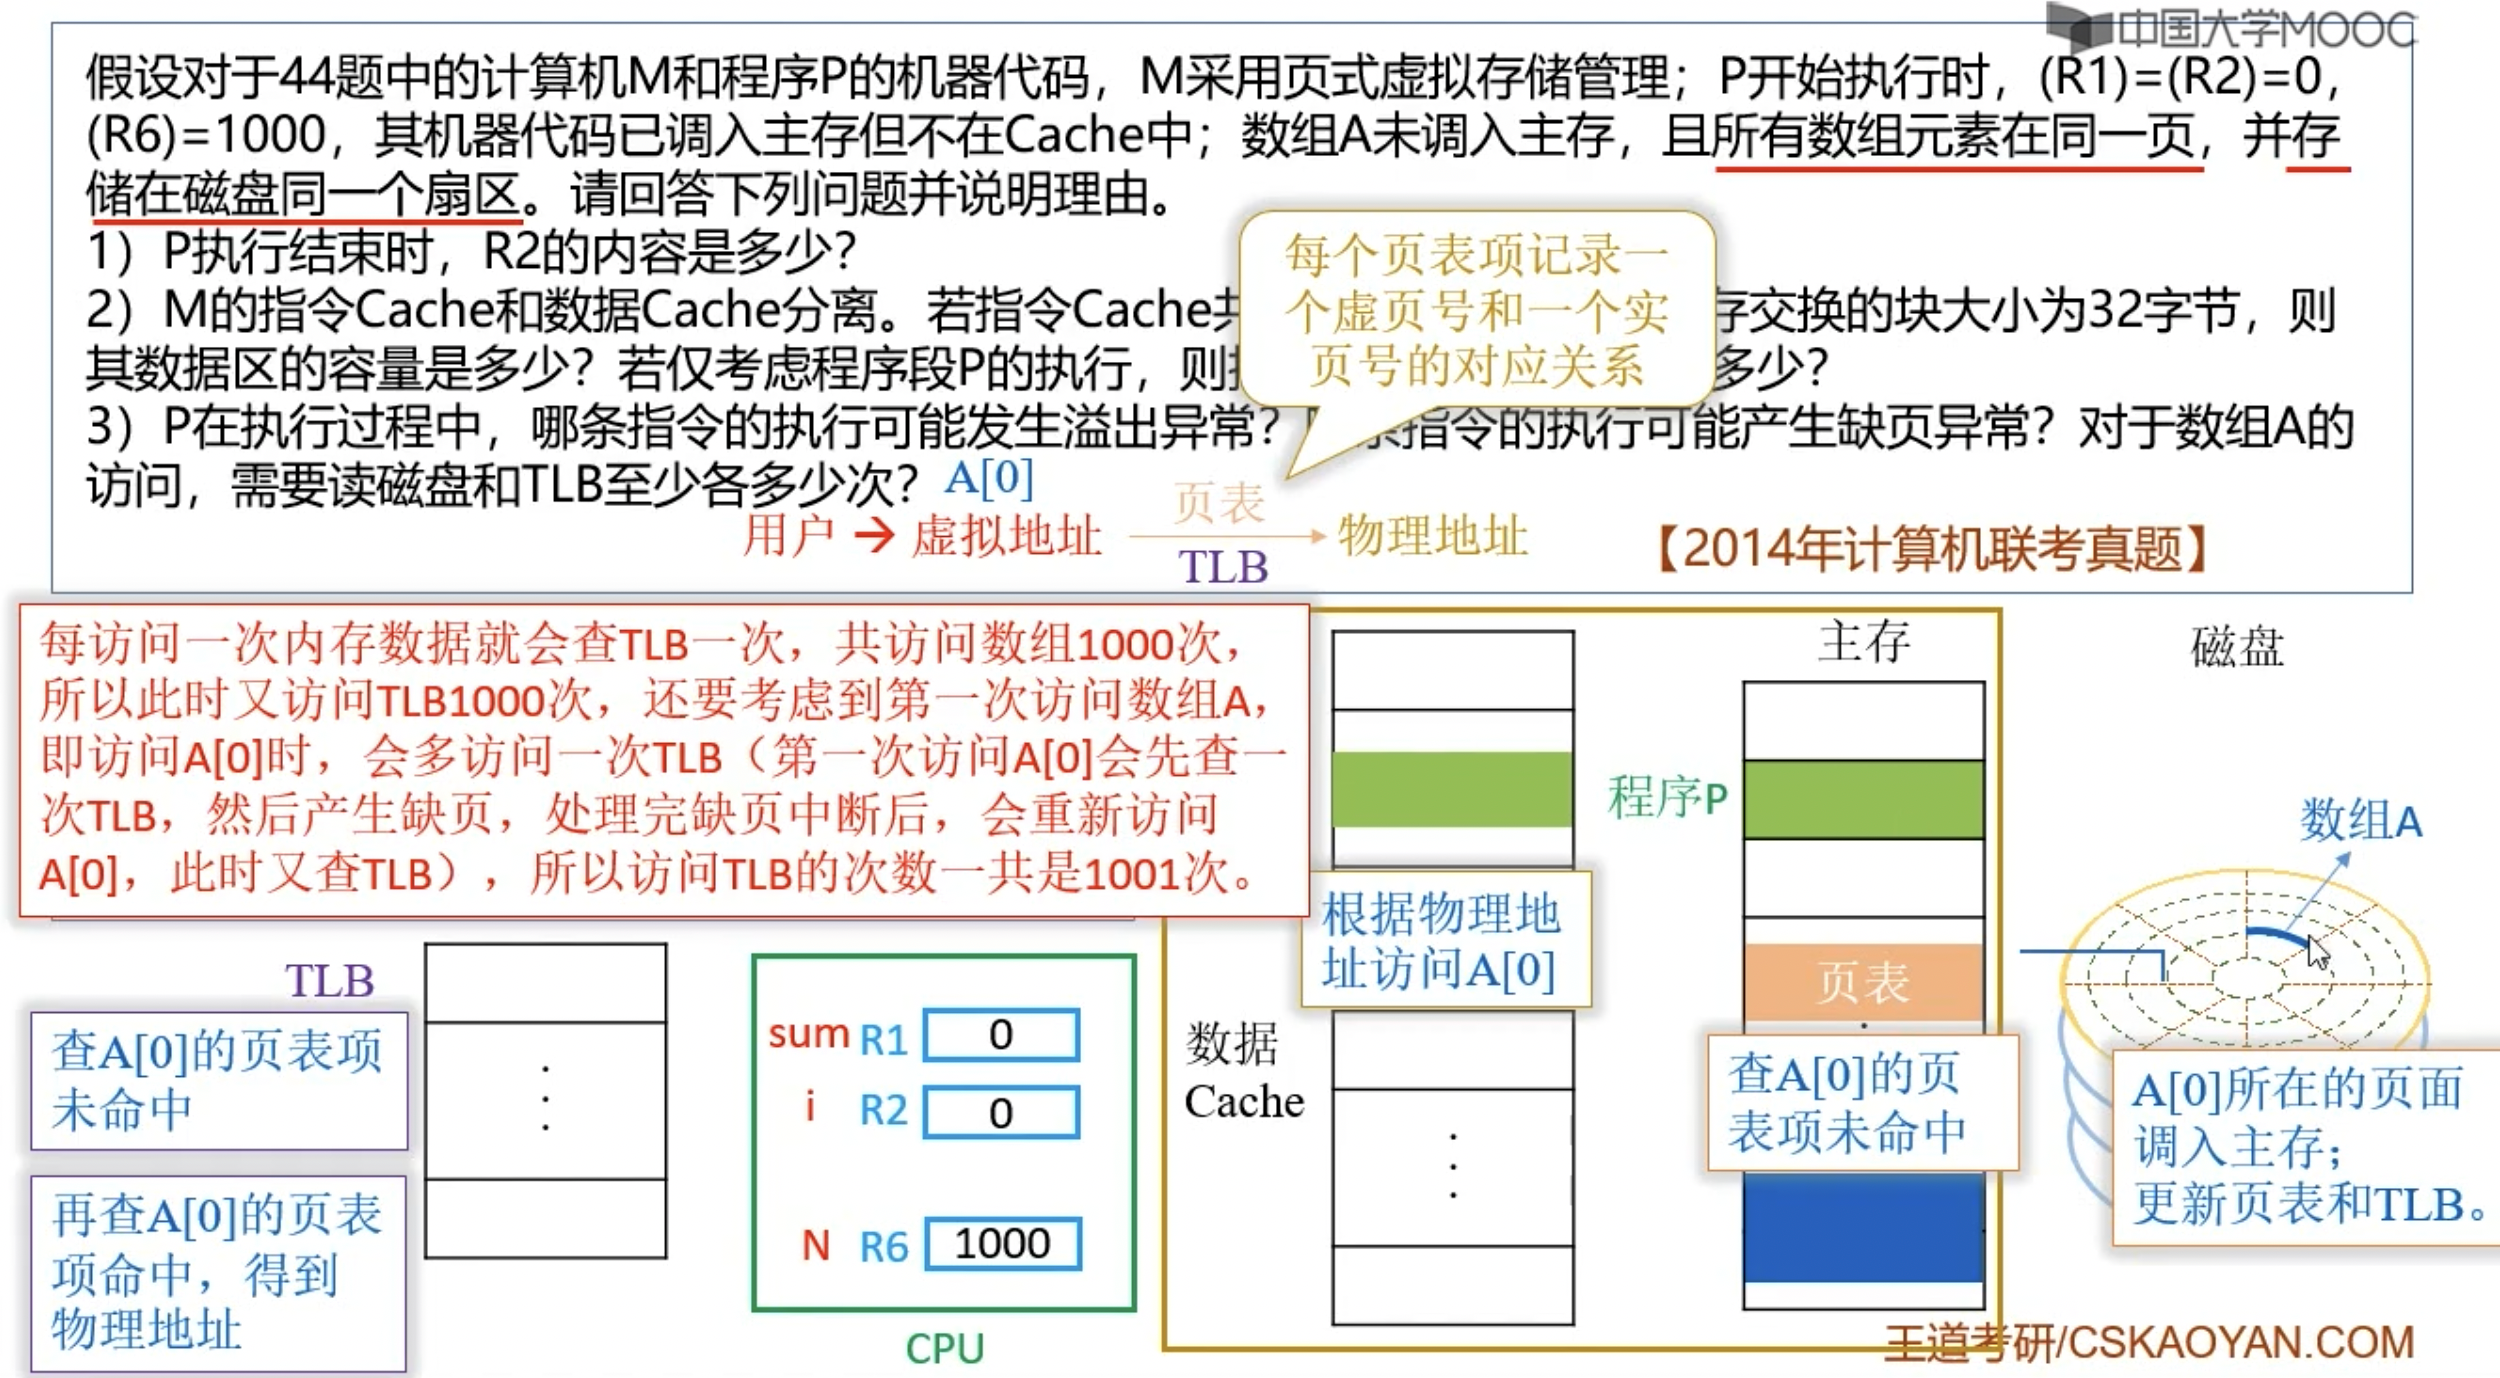 中国大学MOOC
假设对于44题中的计算机M和程序P的机器代码，M采用页式虚拟存储管理；P开始执行时，(R1)=(R2)=0，
(R6)=1000，其机器代码已调入主存但不在Cache中；数组A未调入主存，且所有数组元素在同一页，并存
储在磁盘同一个扇区。请回答下列问题并说明理由。
1）P执行结束时，R2的内容是多少？
2）M的指令Cache和数据Cache分离。若指令Cache共
存交换的块大小为32字节，则
其数据区的容量是多少？若仅考虑程序段P的执行，则
多少？
3）P在执行过程中，哪条指令的执行可能发生溢出异常？
条指令的执行可能产生缺页异常？对于数组A的
访问，需要读磁盘和TLB至少各多少次？
每个页表项记录一
个虚页号和一个实
页号的对应关系
A[0]
用户→虚拟地址
页表
TLB
物理地址
【2014年计算机联考真题】
每访问一次内存数据就会查TLB一次，共访问数组1000次，
所以此时又访问TLB1000次，还要考虑到第一次访问数组A，
即访问A[0]时，会多访问一次TLB（第一次访问A[0]会先查一
次TLB，然后产生缺页，处理完缺页中断后，会重新访问
A[0]，此时又查TLB），所以访问TLB的次数一共是1001次。
主存
磁盘
程序P
数组A
根据物理地
址访问A[0]
页表
TLB
查A[0]的页表项
未命中
再查A[0]的页表
项命中，得到
物理地址
sum R1 0
i R2 0
N R6 1000
CPU
数据
Cache
查A[0]的页
表项未命中
A[0]所在的页面
调入主存；
更新页表和TLB。
王道考研/CSKAOYAN.COM